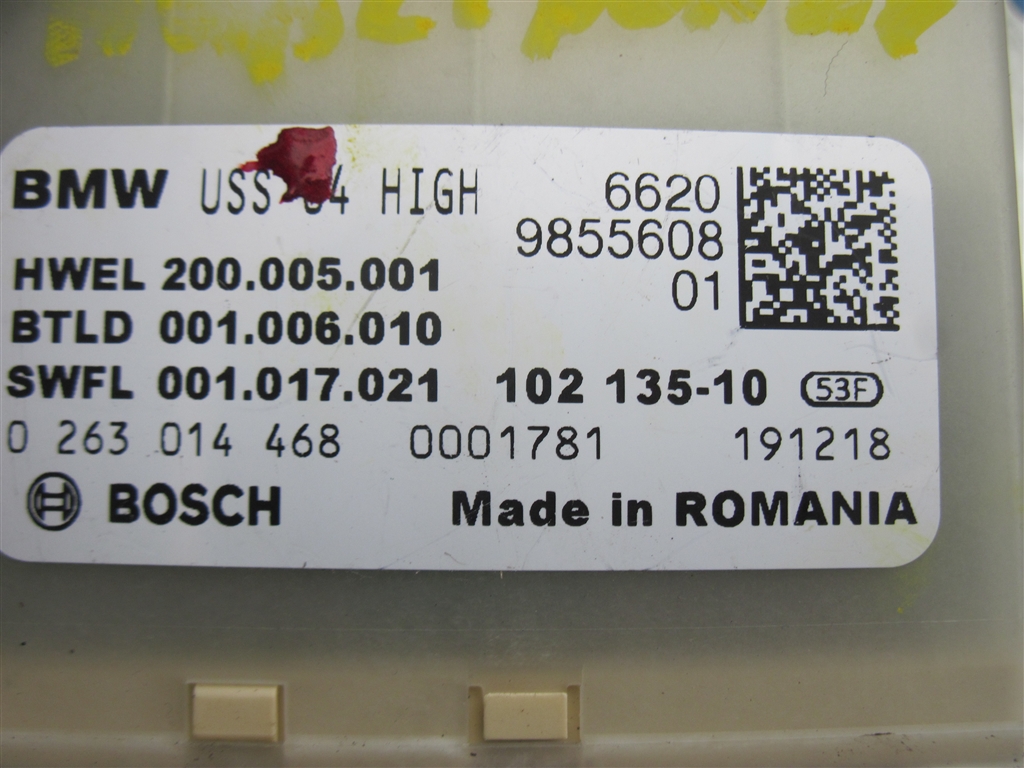 BMW USS 4 HIGH 6620
9855608
HWEL 200.005.001 01
BTLD 001.006.010
SWFL 001.017.021 102 135-10 53F
0 263 014 468 0001781 191218
BOSCH Made in ROMANIA